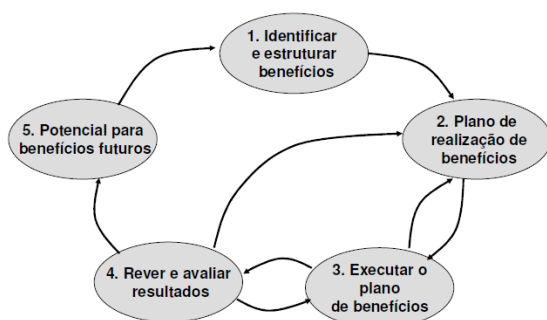 1. Identificar
e estruturar
benefícios
2. Plano de
realização de
benefícios
3. Executar o
plano
de benefícios
4. Rever e avaliar
resultados
5. Potencial para
benefícios futuros